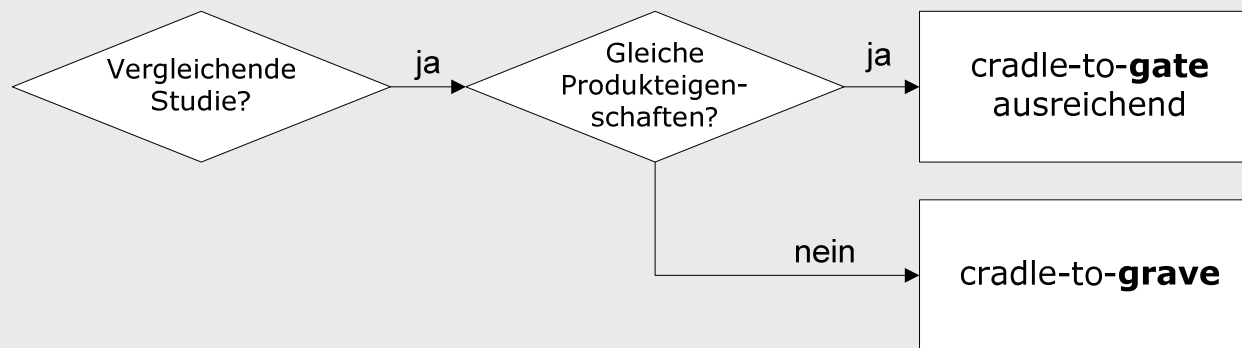 Vergleichende
Studie?
ja
Gleiche
Produkteigen-
schaften?
ja
cradle-to-gate
ausreichend
nein
cradle-to-grave